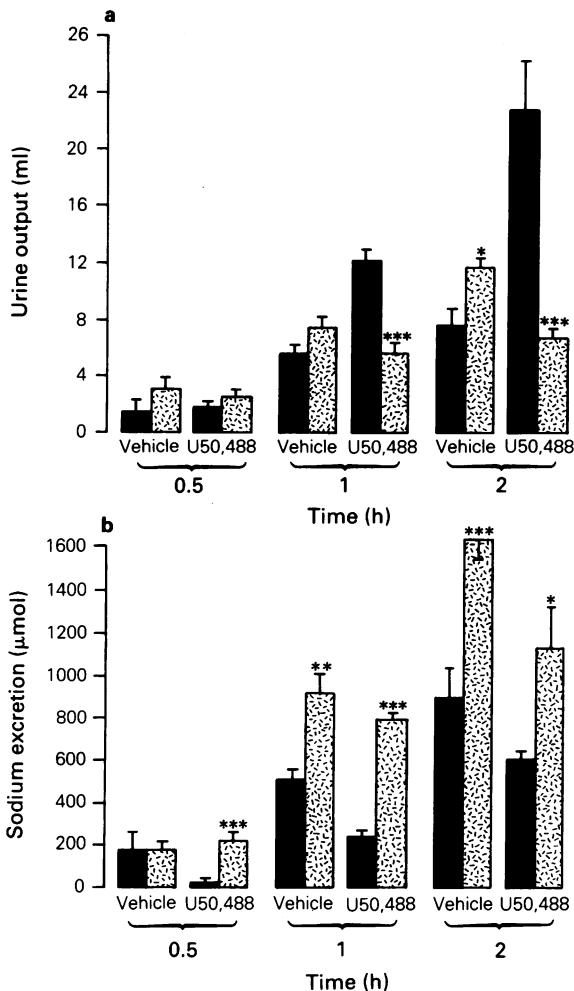 a
Urine output (ml)
26
24
20
16
12
8
4
0
*
***
***
Vehicle U50,488 Vehicle U50,488 Vehicle U50,488
0.5 1 2
Time (h)
b
Sodium excretion (μmol)
1600
1400
1200
1000
800
600
400
200
0
***
*
**
***
***
Vehicle U50,488 Vehicle U50,488 Vehicle U50,488
0.5 1 2
Time (h)